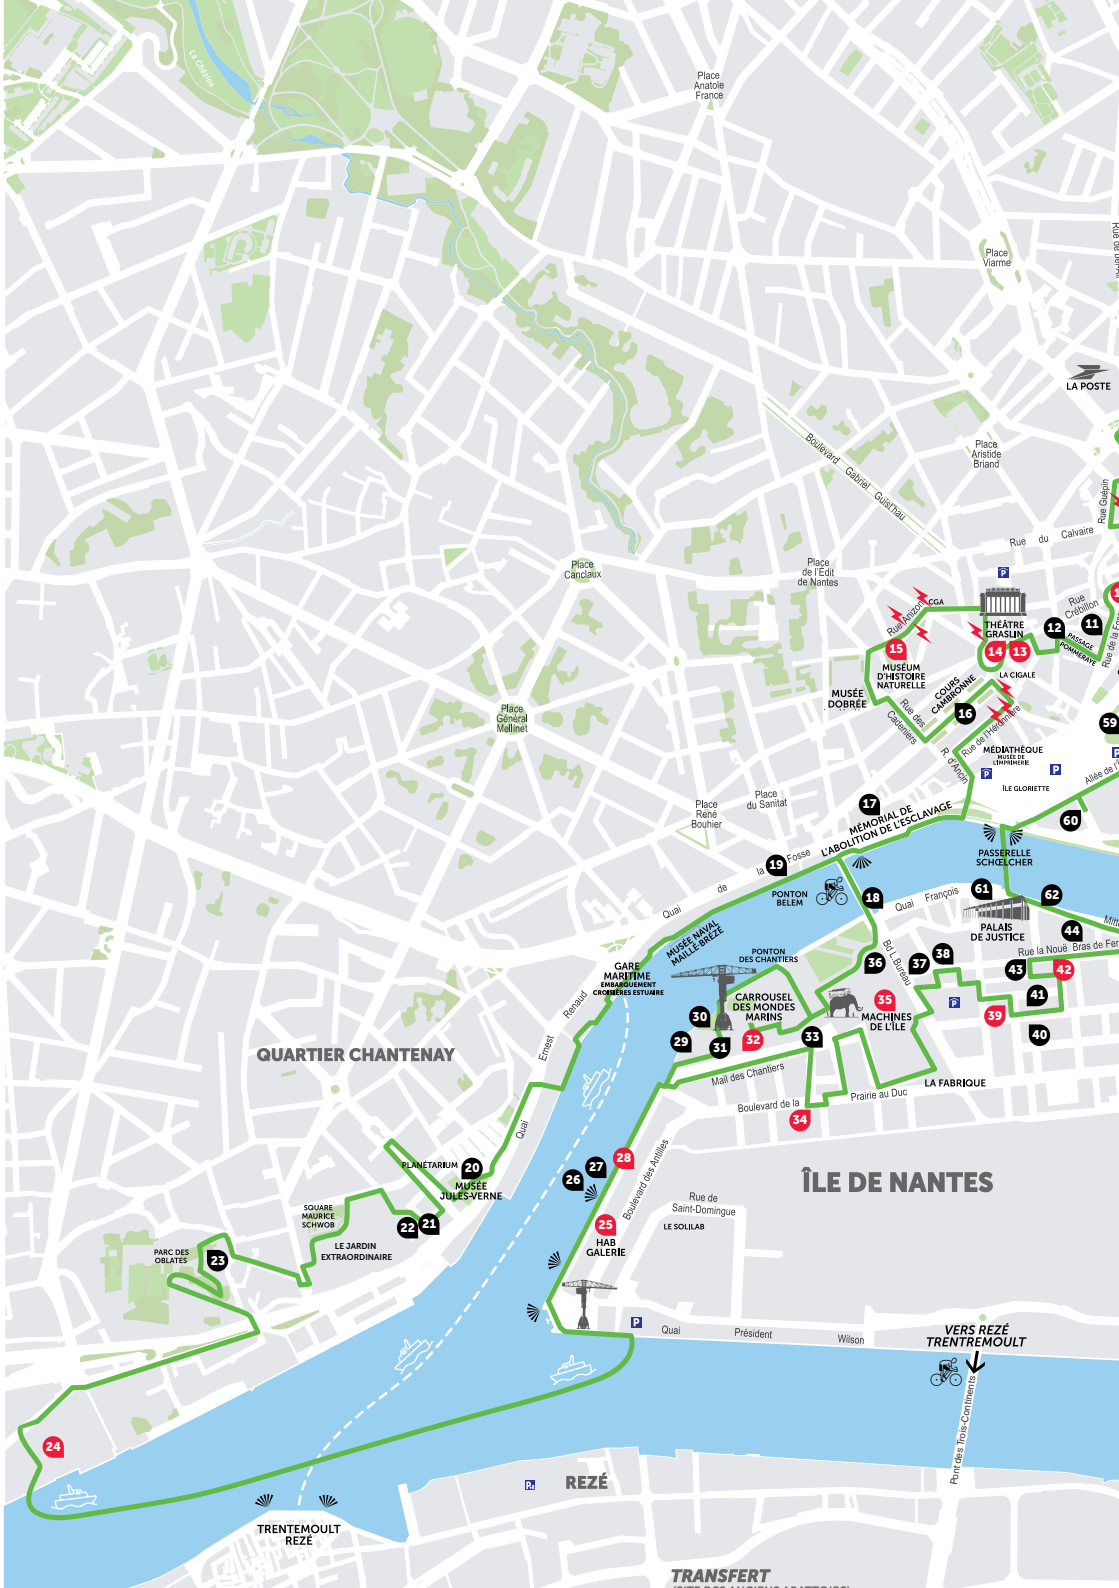 La Chézine
Place
Anatole
France
Place
Viarme
LA POSTE
Place
Aristide
Briand
Boulevard Gabriel Guist'hau
Rue Guépin
Rue du Calvaire
Place
Canclaux
Place
de l'Édit
de Nantes
P
CGA
Rue Anizon
THÉÂTRE
GRASLIN
Rue
Crébillon
12
11
PASSAGE
POMMERAYE
15
14
13
MUSÉUM
D'HISTOIRE
NATURELLE
LA CIGALE
MUSÉE
DOBRÉE
COURS
CAMBRONNE
Rue des
Cadeniers
16
Rue de l'Héronnière
59
Place
Général
Mellinet
R. d'Ancin
MÉDIATHÈQUE
MUSÉE DE
L'IMPRIMERIE
P
P
P
ÎLE GLORIETTE
Place
du Sanitat
Place
René
Bouhier
17
MÉMORIAL DE
L'ABOLITION DE L'ESCLAVAGE
60
PASSERELLE
SCHŒLCHER
19
Quai de la Fosse
PONTON
BELEM
18
Quai François
61
62
PALAIS
DE JUSTICE
44
MUSÉE NAVAL
MAILLÉ-BRÉZÉ
PONTON
DES CHANTIERS
36
Bd L.Bureau
37
38
Rue la Nouë Bras de Fer
43
42
GARE
MARITIME
EMBARQUEMENT
CROISIÈRES ESTUAIRE
CARROUSEL
DES MONDES
MARINS
35
MACHINES
DE L'ÎLE
P
41
39
40
30
29
31
32
33
Quai Ernest Renaud
QUARTIER CHANTENAY
Mail des Chantiers
LA FABRIQUE
Boulevard de la Prairie au Duc
34
PLANÉTARIUM
20
MUSÉE
JULES-VERNE
28
27
26
Boulevard des Antilles
ÎLE DE NANTES
SQUARE
MAURICE
SCHWOB
22
21
Rue de
Saint-Domingue
25
HAB
GALERIE
LE SOLILAB
LE JARDIN
EXTRAORDINAIRE
PARC DES
OBLATES
23
P
Quai Président Wilson
VERS REZÉ
TRENTEMOULT
Pont des Trois-Continents
24
REZÉ
TRENTEMOULT
REZÉ
TRANSFERT